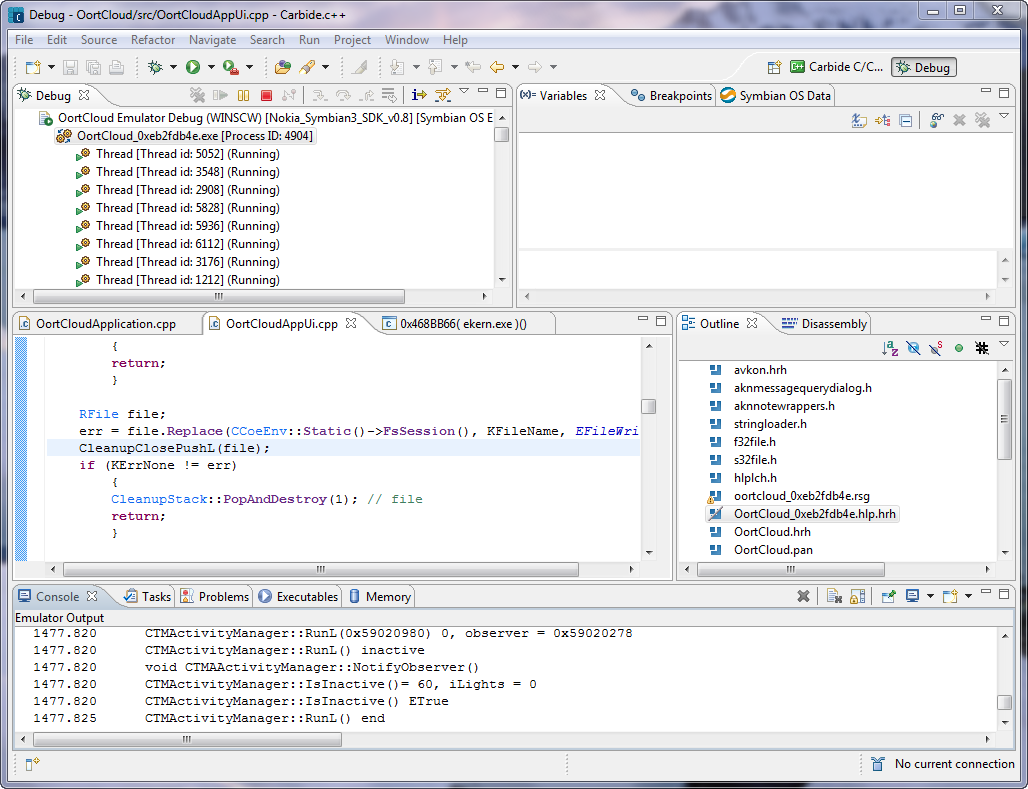 Debug - OortCloud/src/OortCloudAppUi.cpp - Carbide.c++
File Edit Source Refactor Navigate Search Run Project Window Help
Carbide C/C... Debug
Debug
OortCloud Emulator Debug (WINSCW) [Nokia_Symbian3_SDK_v0.8] [Symbian OS E
OortCloud_0xeb2fdb4e.exe [Process ID: 4904]
Thread [Thread id: 5052] (Running)
Thread [Thread id: 3548] (Running)
Thread [Thread id: 2908] (Running)
Thread [Thread id: 5828] (Running)
Thread [Thread id: 5936] (Running)
Thread [Thread id: 6112] (Running)
Thread [Thread id: 3176] (Running)
Thread [Thread id: 1212] (Running)
(x)= Variables Breakpoints Symbian OS Data
OortCloudApplication.cpp OortCloudAppUi.cpp 0x468BB66( ekern.exe )()
{
return;
}
RFile file;
err = file.Replace(CCoeEnv::Static()->FsSession(), KFileName, EFileWri
CleanupClosePushL(file);
if (KErrNone != err)
{
CleanupStack::PopAndDestroy(1); // file
return;
}
Outline Disassembly
avkon.hrh
aknmessagequerydialog.h
aknnotewrappers.h
stringloader.h
f32file.h
s32file.h
hlplch.h
oortcloud_0xeb2fdb4e.rsg
OortCloud_0xeb2fdb4e.hlp.hrh
OortCloud.hrh
OortCloud.pan
Console Tasks Problems Executables Memory
Emulator Output
1477.820 CTMActivityManager::RunL(0x59020980) 0, observer = 0x59020278
1477.820 CTMActivityManager::RunL() inactive
1477.820 void CTMAActivityManager::NotifyObserver()
1477.820 CTMActivityManager::IsInactive()= 60, iLights = 0
1477.820 CTMActivityManager::IsInactive() ETrue
1477.825 CTMActivityManager::RunL() end
No current connection